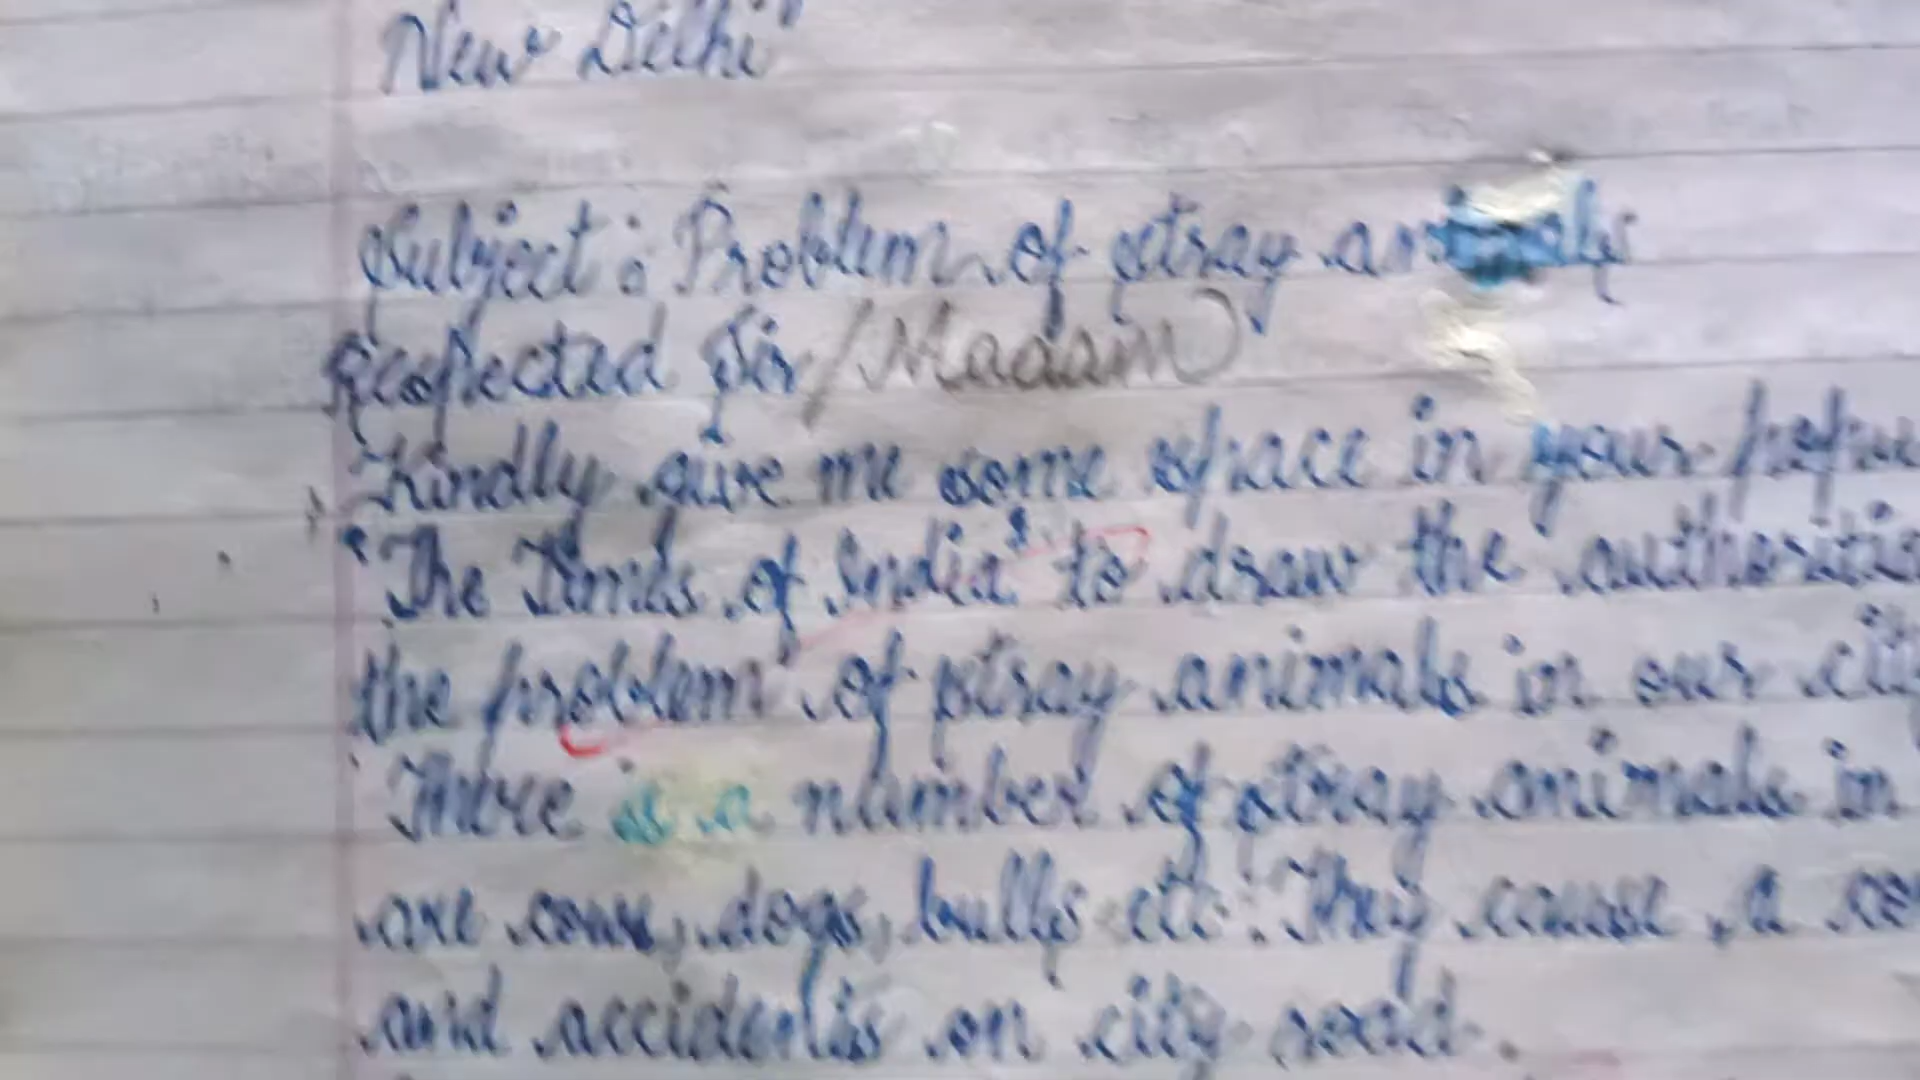 New Delhi
Subject : Problem of stray animals
Respected Sir/Madam
Kindly give me some space in your
'The Times of India' to draw the
the problem of stray animals in our
There is a number of stray animals in
are cows, dogs, bulls etc. They cause a
and accidents on city road.